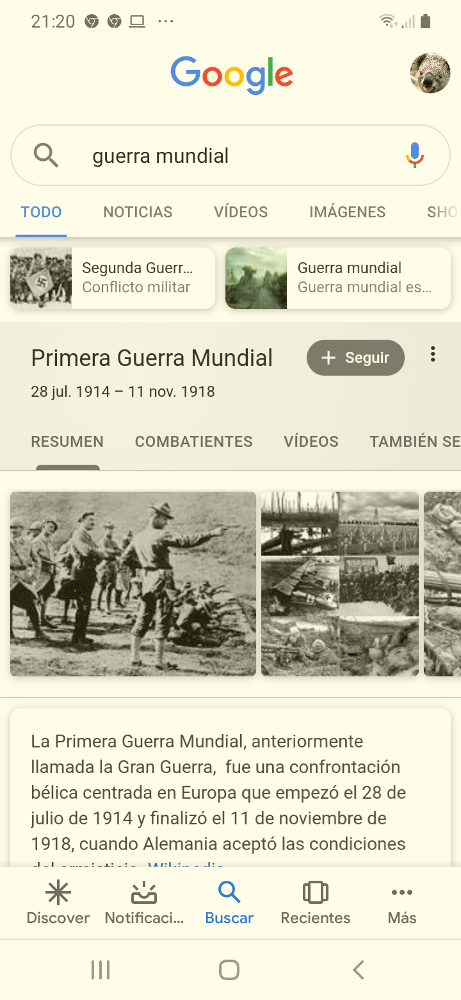 21:20
Google
guerra mundial
TODO NOTICIAS VÍDEOS IMÁGENES SHO
Segunda Guerr... Guerra mundial
Conflicto militar Guerra mundial es...
Primera Guerra Mundial + Seguir
28 jul. 1914 – 11 nov. 1918
RESUMEN COMBATIENTES VÍDEOS TAMBIÉN SE
La Primera Guerra Mundial, anteriormente
llamada la Gran Guerra, fue una confrontación
bélica centrada en Europa que empezó el 28 de
julio de 1914 y finalizó el 11 de noviembre de
1918, cuando Alemania aceptó las condiciones
del armisticio. Wikipedia
Discover Notificaci... Buscar Recientes Más